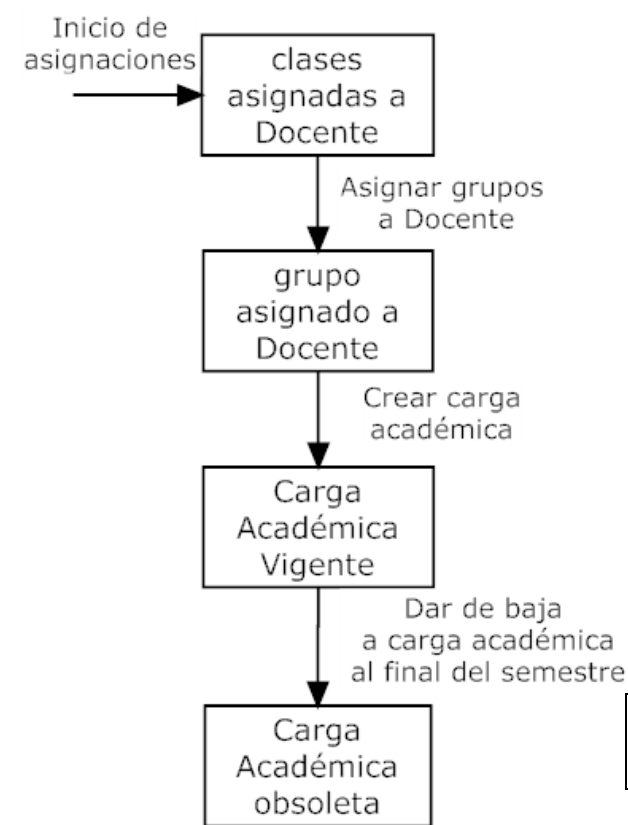 Inicio de
asignaciones
clases
asignadas a
Docente
Asignar grupos
a Docente
grupo
asignado a
Docente
Crear carga
académica
Carga
Académica
Vigente
Dar de baja
a carga académica
al final del semestre
Carga
Académica
obsoleta